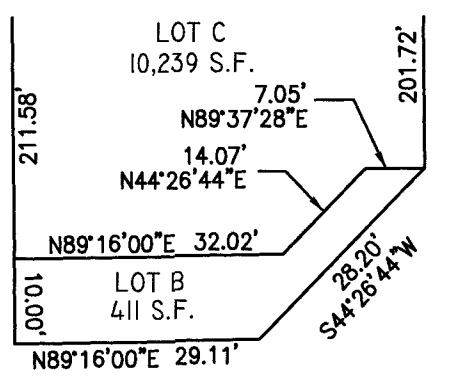 LOT C
10,239 S.F.
201.72'
211.58'
7.05'
N89°37'28"E
14.07'
N44°26'44"E
N89°16'00"E 32.02'
10.00'
LOT B
411 S.F.
28.20'
S44°26'44"W
N89°16'00"E 29.11'